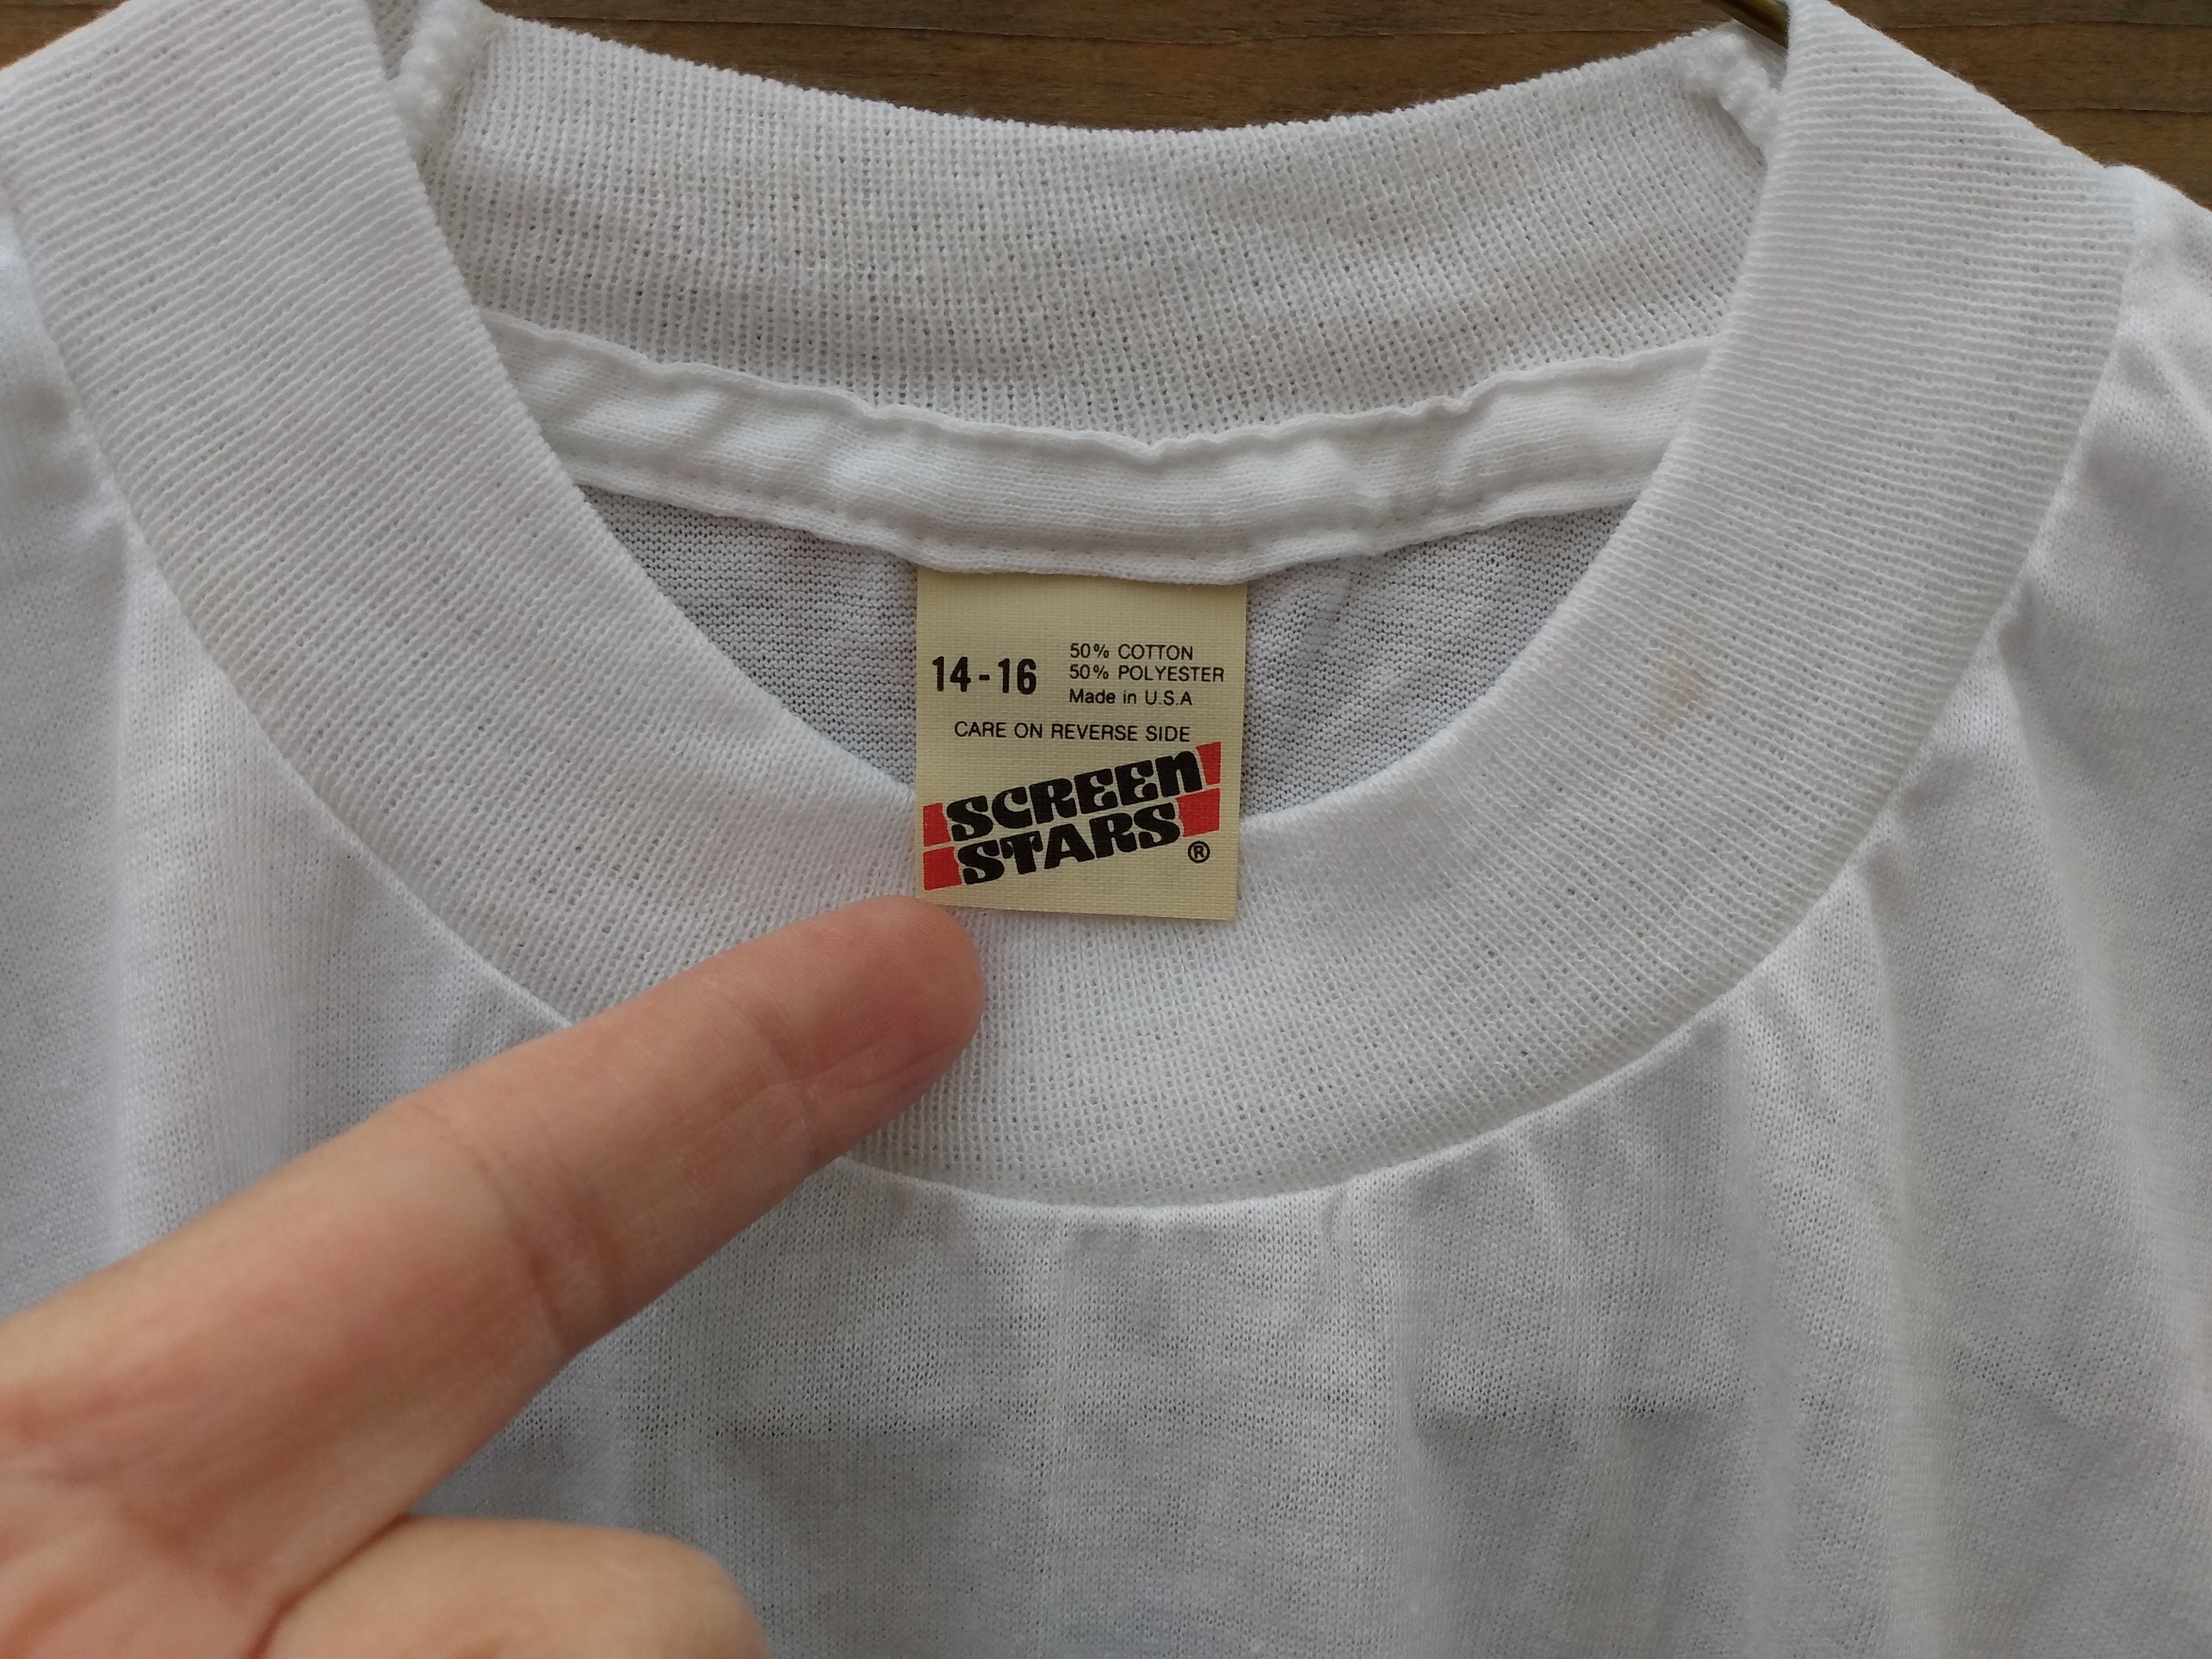 14-16
50% COTTON
50% POLYESTER
Made in U.S.A
CARE ON REVERSE SIDE
SCREEN
STARS
®